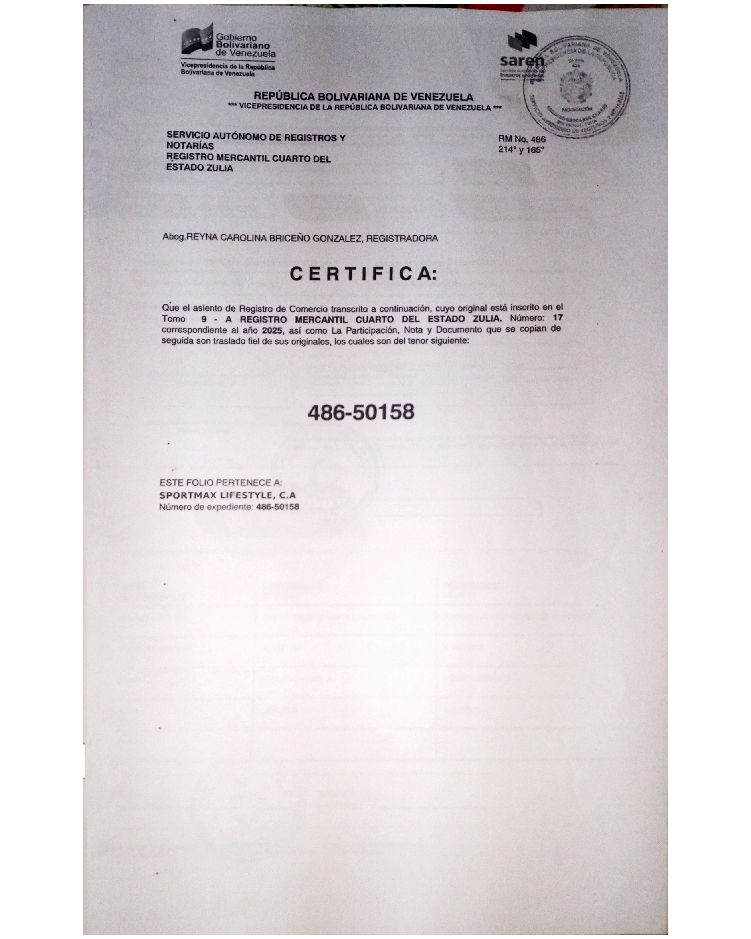 Gobierno
Bolivariano
de Venezuela
Vicepresidencia de la República
Bolivariana de Venezuela
saren
REPÚBLICA BOLIVARIANA DE VENEZUELA
*** VICEPRESIDENCIA DE LA REPÚBLICA BOLIVARIANA DE VENEZUELA ***
SERVICIO AUTÓNOMO DE REGISTROS Y
NOTARÍAS
REGISTRO MERCANTIL CUARTO DEL
ESTADO ZULIA
RM No. 486
214° y 165°
Abog.REYNA CAROLINA BRICEÑO GONZALEZ, REGISTRADORA
CERTIFICA:
Que el asiento de Registro de Comercio transcrito a continuación, cuyo original está inscrito en el
Tomo 9 - A REGISTRO MERCANTIL CUARTO DEL ESTADO ZULIA. Número: 17
correspondiente al año 2025, así como La Participación, Nota y Documento que se copian de
seguida son traslado fiel de sus originales, los cuales son del tenor siguiente:
486-50158
ESTE FOLIO PERTENECE A:
SPORTMAX LIFESTYLE, C.A
Número de expediente: 486-50158